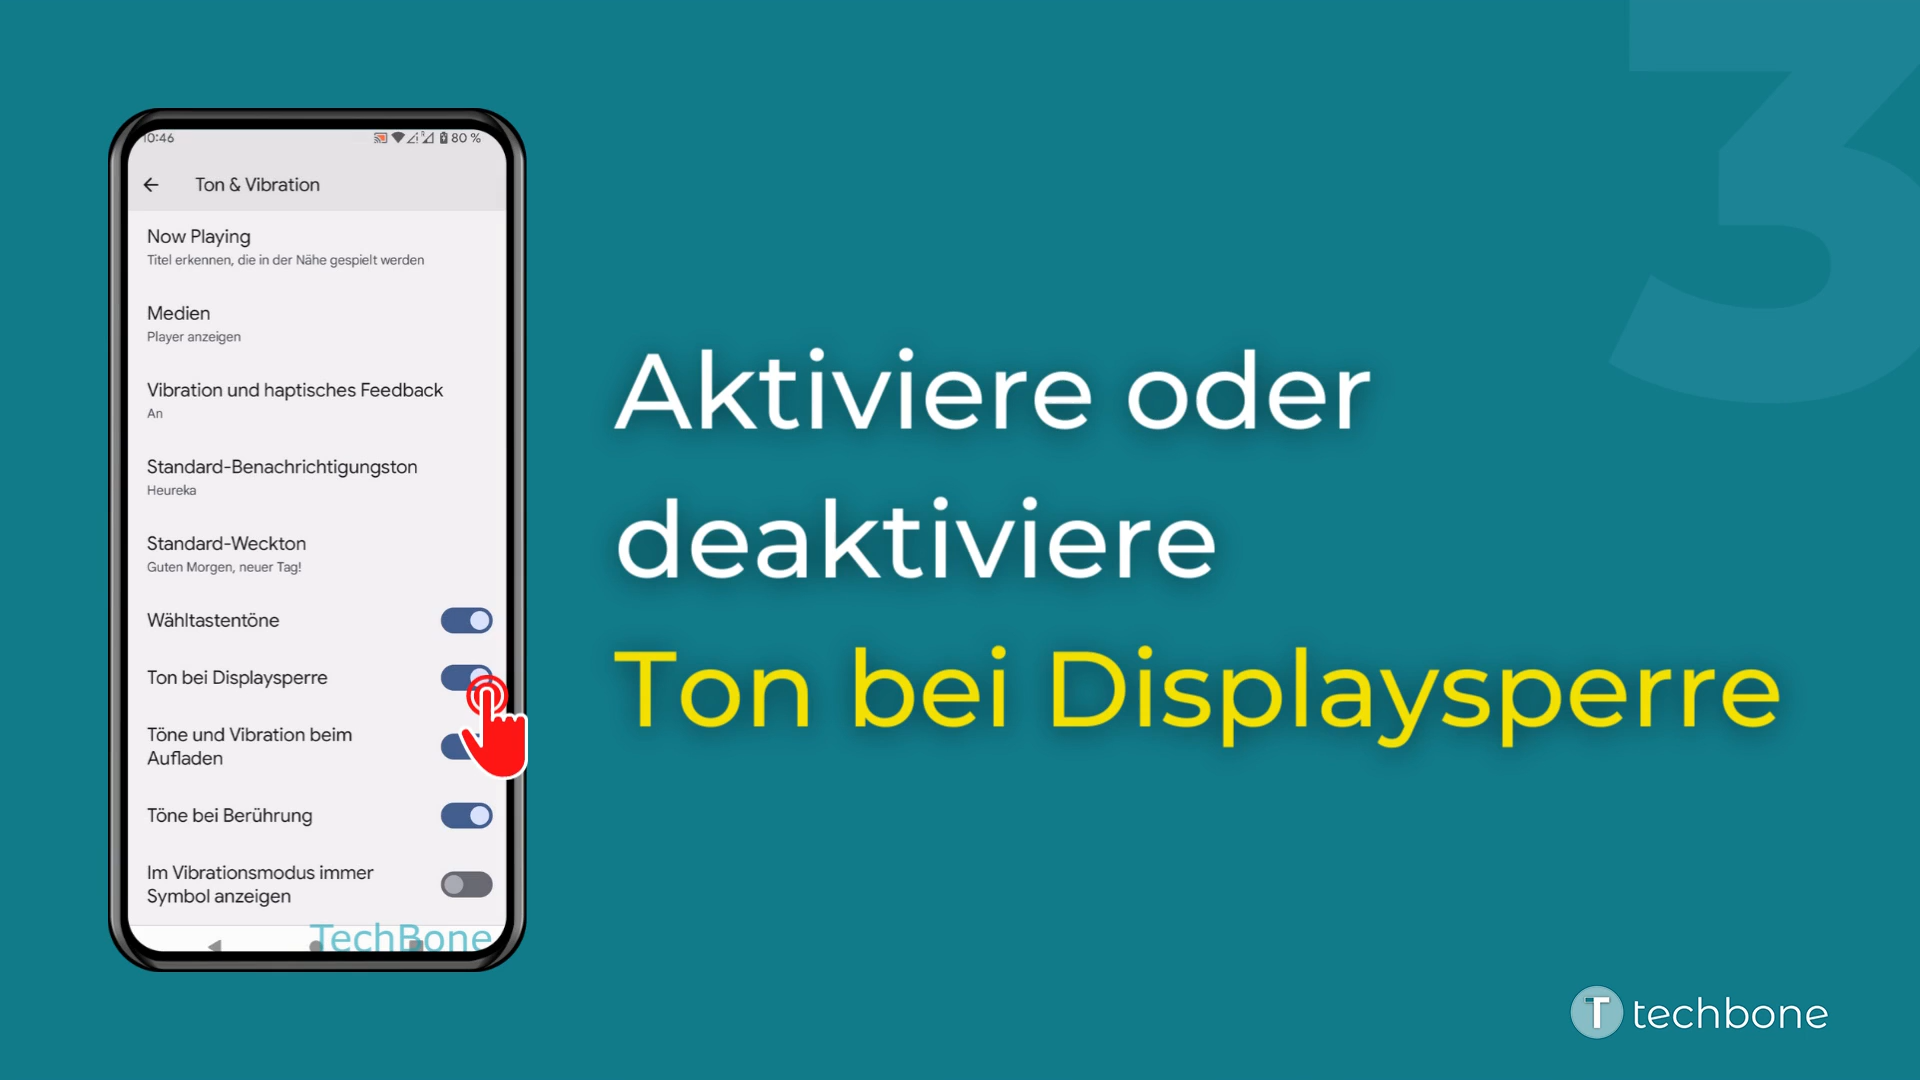 3
10:46
80 %
Ton & Vibration
Now Playing
Titel erkennen, die in der Nähe gespielt werden
Medien
Player anzeigen
Vibration und haptisches Feedback
An
Standard-Benachrichtigungston
Heureka
Standard-Weckton
Guten Morgen, neuer Tag!
Wähltastentöne
Ton bei Displaysperre
Töne und Vibration beim
Aufladen
Töne bei Berührung
Im Vibrationsmodus immer
Symbol anzeigen
TechBone
Aktiviere oder
deaktiviere
Ton bei Displaysperre
T techbone